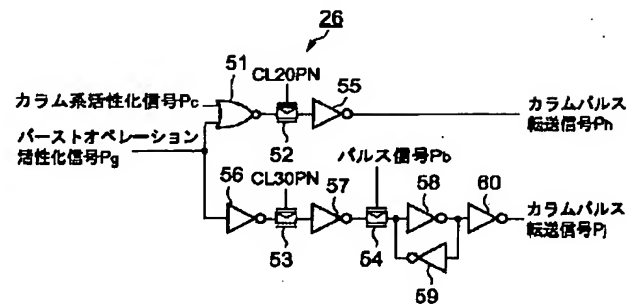 26
51
CL20PN
55
カラム系活性化信号Pc
カラムパルス
転送信号Ph
バーストオペレーション
活性化信号Pg
52
パルス信号Pb
56
CL30PN
57
58
60
カラムパルス
転送信号Pj
53
54
59